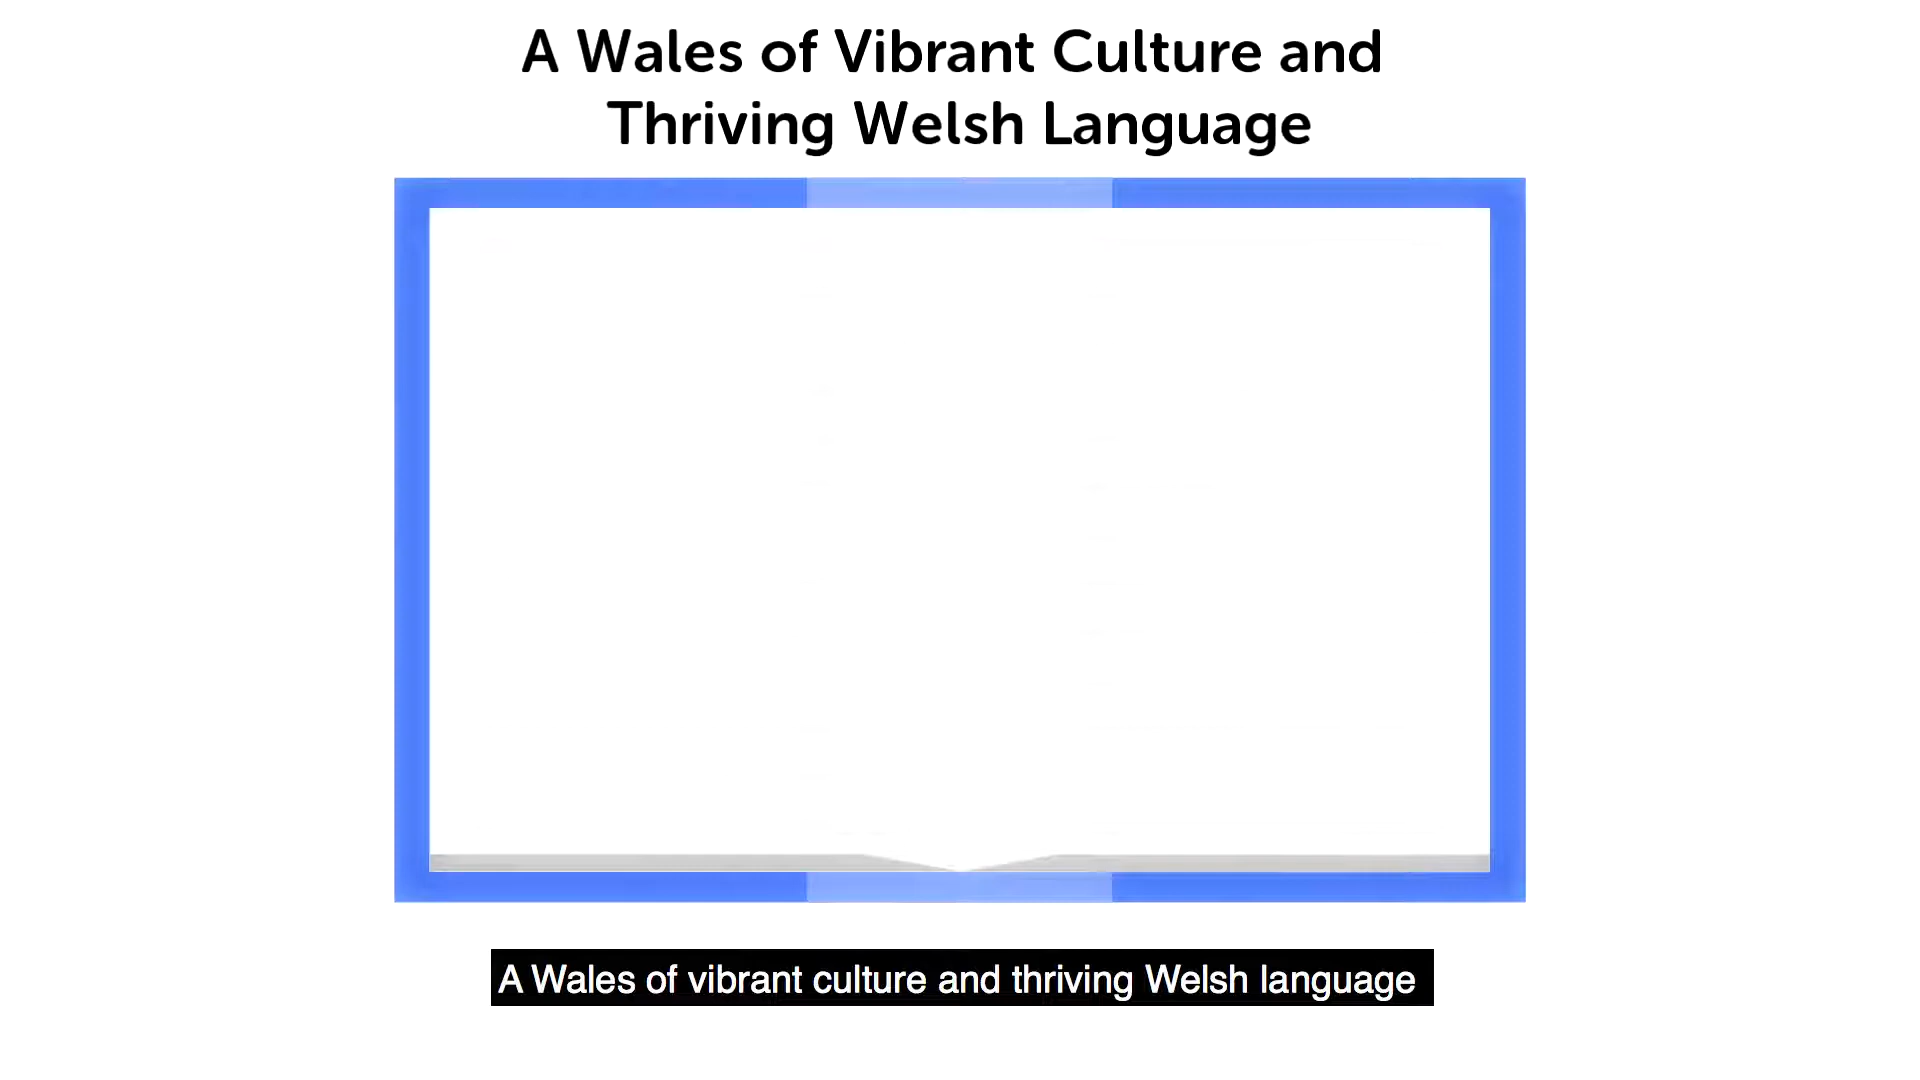 A Wales of Vibrant Culture and
Thriving Welsh Language
A Wales of vibrant culture and thriving Welsh language